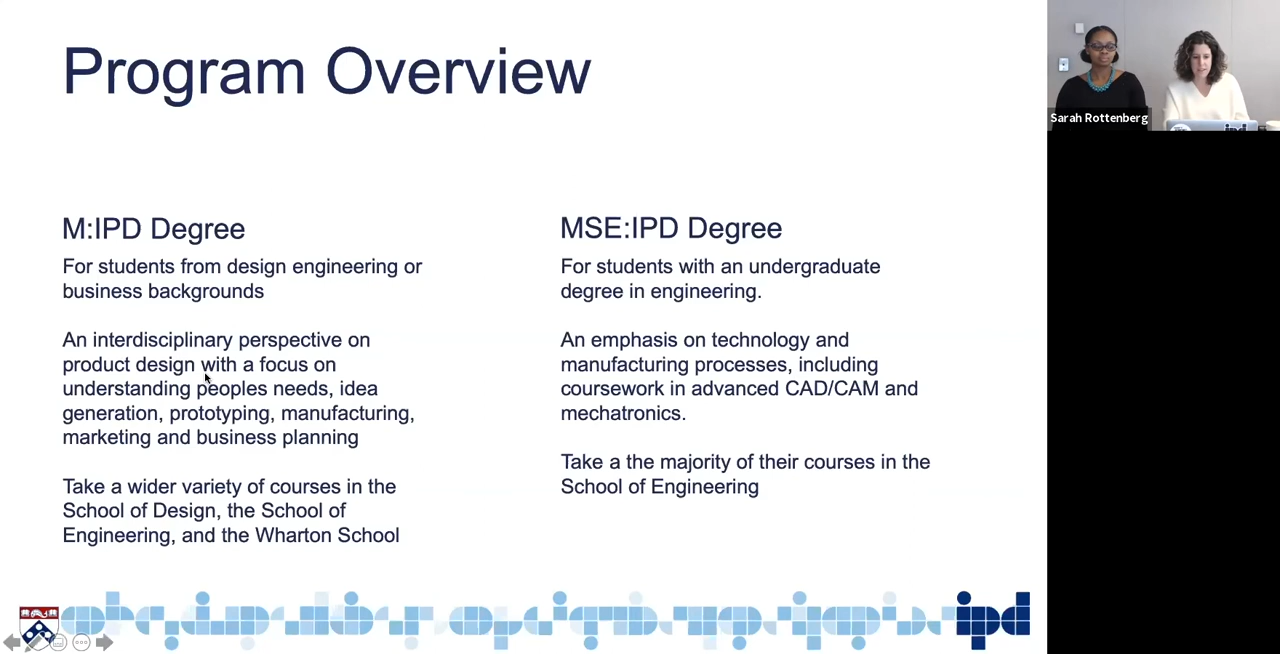 Program Overview
M:IPD Degree
For students from design engineering or
business backgrounds
An interdisciplinary perspective on
product design with a focus on
understanding peoples needs, idea
generation, prototyping, manufacturing,
marketing and business planning
Take a wider variety of courses in the
School of Design, the School of
Engineering, and the Wharton School
MSE:IPD Degree
For students with an undergraduate
degree in engineering.
An emphasis on technology and
manufacturing processes, including
coursework in advanced CAD/CAM and
mechatronics.
Take a the majority of their courses in the
School of Engineering
Sarah Rottenberg
ipd
ipd